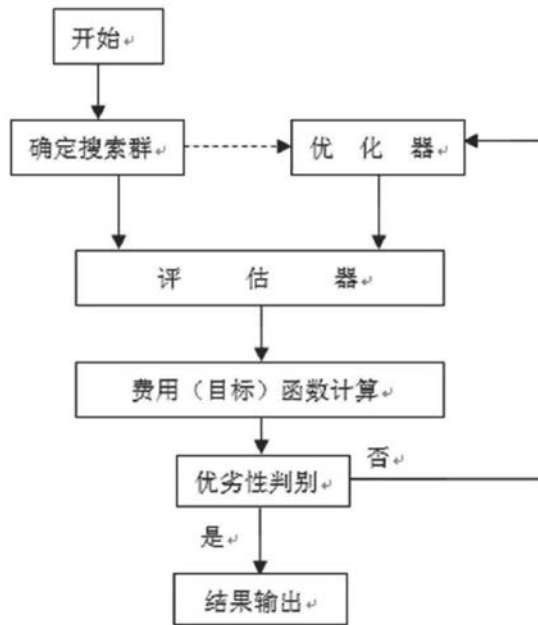 开始
确定搜索群
优 化 器
评 估 器
费用（目标）函数计算
优劣性判别
否
是
结果输出